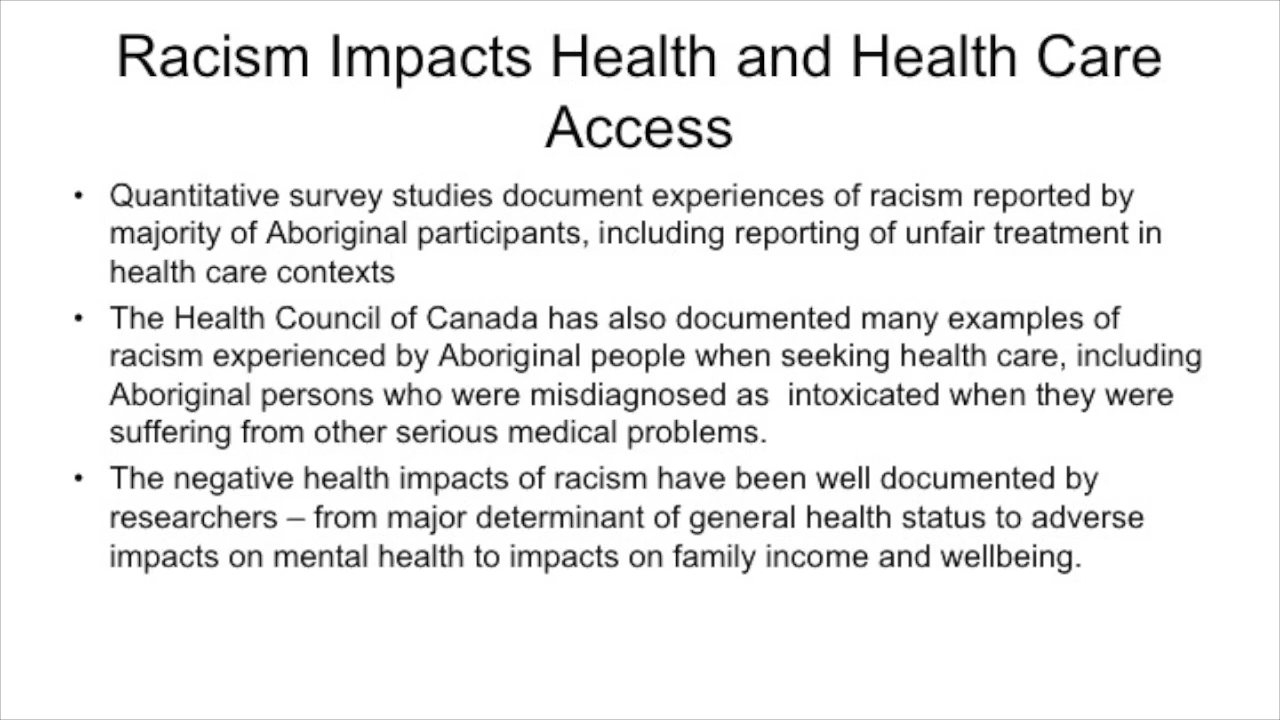 Racism Impacts Health and Health Care
Access
• Quantitative survey studies document experiences of racism reported by
majority of Aboriginal participants, including reporting of unfair treatment in
health care contexts
• The Health Council of Canada has also documented many examples of
racism experienced by Aboriginal people when seeking health care, including
Aboriginal persons who were misdiagnosed as  intoxicated when they were
suffering from other serious medical problems.
• The negative health impacts of racism have been well documented by
researchers – from major determinant of general health status to adverse
impacts on mental health to impacts on family income and wellbeing.